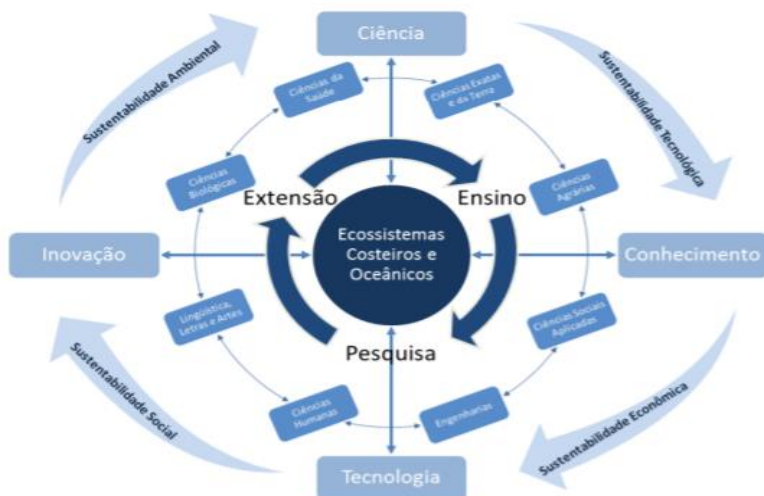 Ciência
Sustentabilidade Ambiental
Sustentabilidade Tecnológica
Ciências da
Saúde
Ciências Exatas
e da Terra
Ciências
Biológicas
Extensão
Ensino
Ciências
Agrárias
Inovação
Ecossistemas
Costeiros e
Oceânicos
Conhecimento
Lingüística,
Letras e Artes
Ciências Sociais
Aplicadas
Pesquisa
Sustentabilidade Social
Ciências
Humanas
Engenharias
Sustentabilidade Econômica
Tecnologia